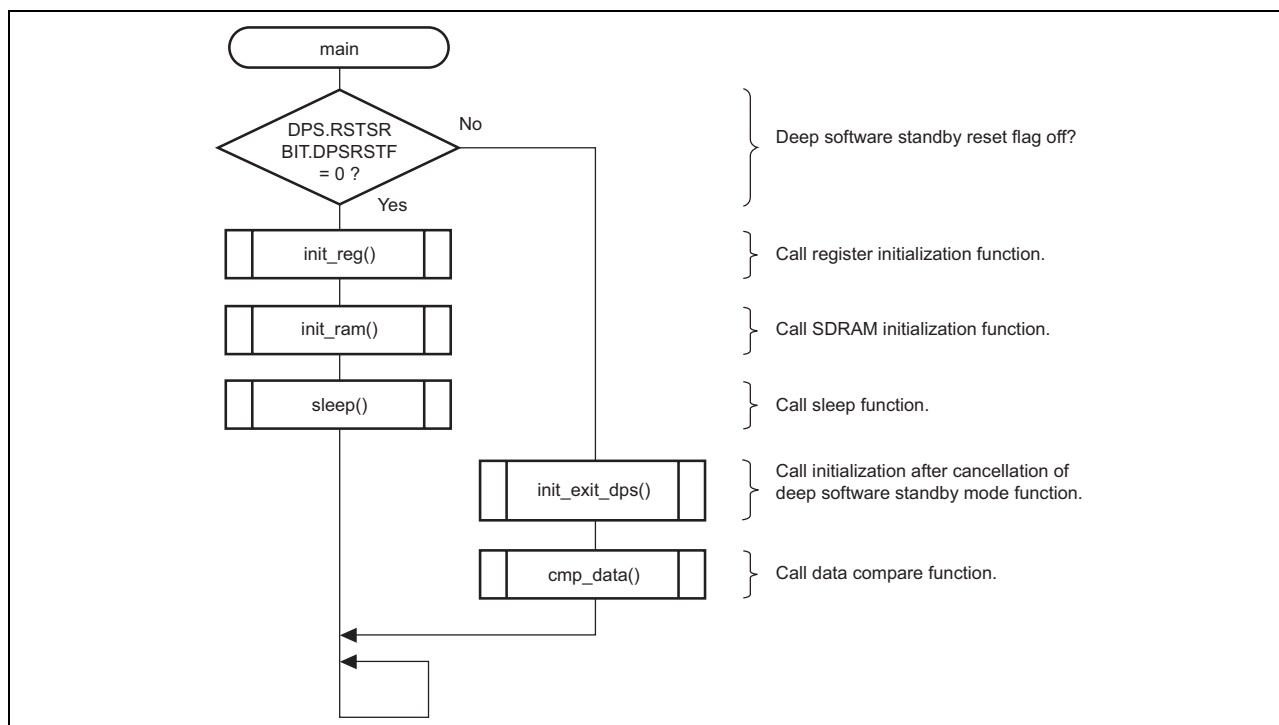 main
DPS.RSTSR
BIT.DPSRSTF
= 0 ?
No
Yes
Deep software standby reset flag off?
init_reg()
Call register initialization function.
init_ram()
Call SDRAM initialization function.
sleep()
Call sleep function.
init_exit_dps()
Call initialization after cancellation of
deep software standby mode function.
cmp_data()
Call data compare function.